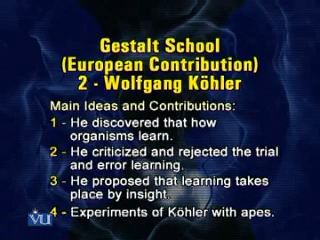 Gestalt School
(European Contribution)
2 - Wolfgang Köhler
Main Ideas and Contributions:
1 - He discovered that how
organisms learn.
2 - He criticized and rejected the trial
and error learning.
3 - He proposed that learning takes
place by insight.
4 - Experiments of Köhler with apes.
VU